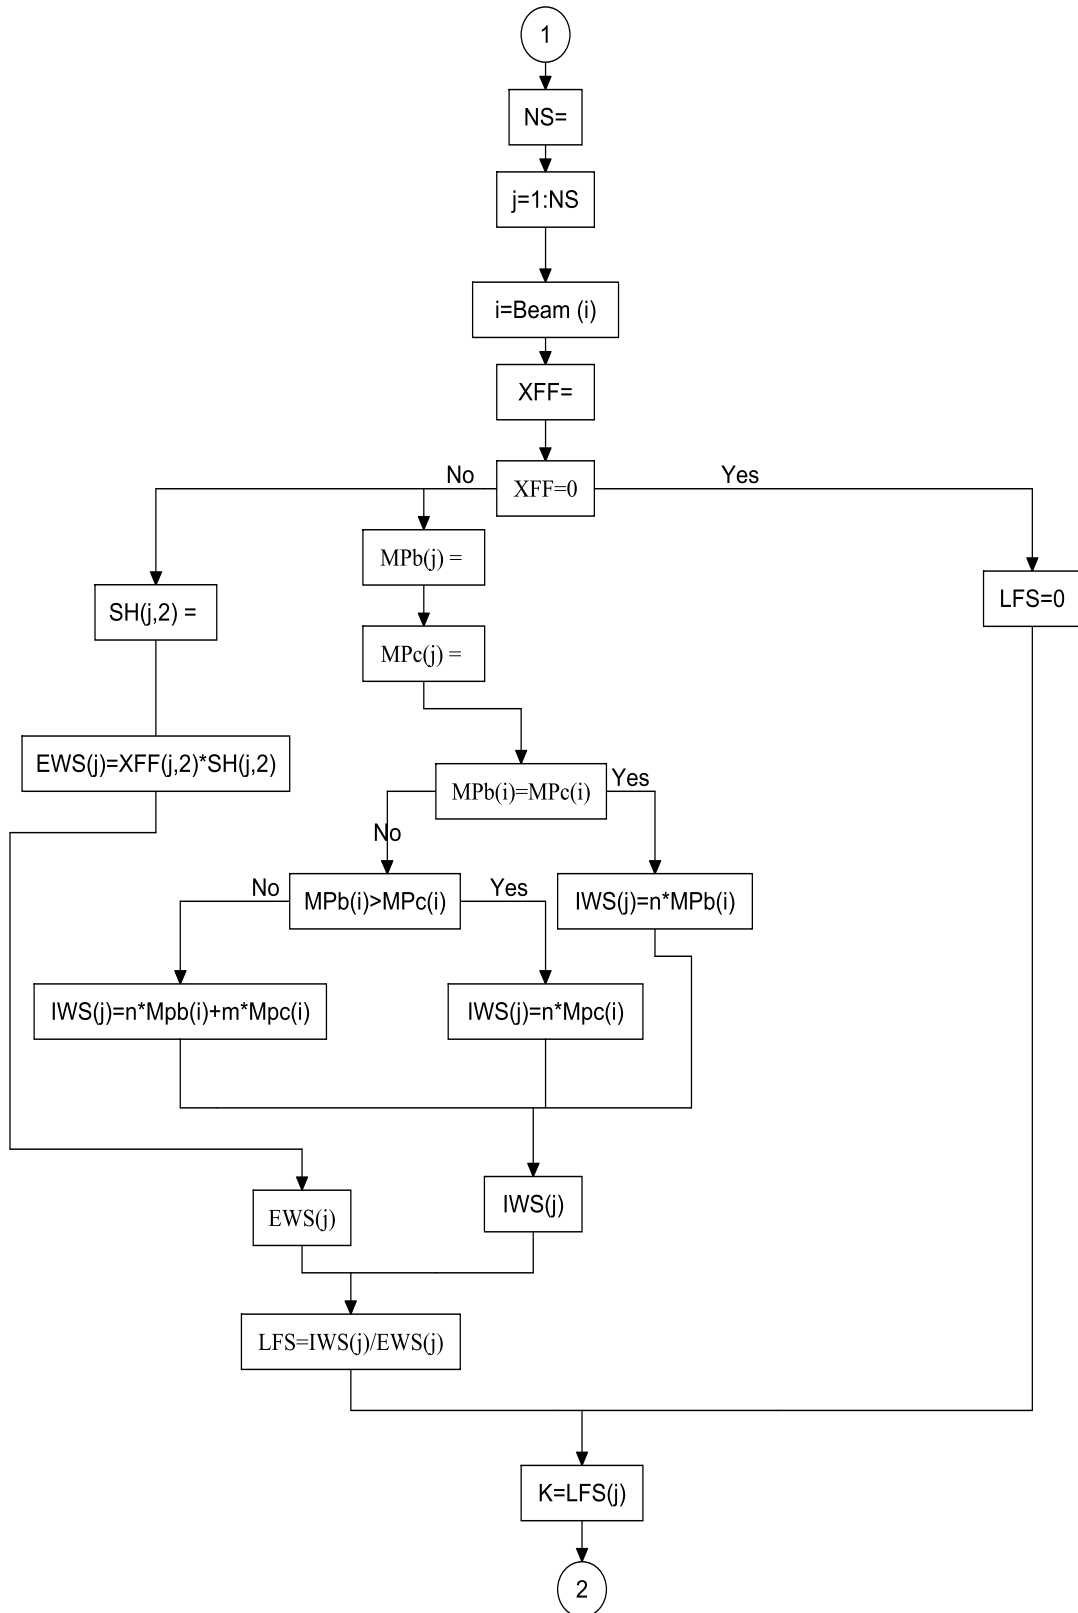 1
NS=
j=1:NS
i=Beam (i)
XFF=
No
XFF=0
Yes
MPb(j) =
SH(j,2) =
LFS=0
MPc(j) =
EWS(j)=XFF(j,2)*SH(j,2)
MPb(i)=MPc(i)
Yes
No
No
MPb(i)>MPc(i)
Yes
IWS(j)=n*MPb(i)
IWS(j)=n*Mpb(i)+m*Mpc(i)
IWS(j)=n*Mpc(i)
EWS(j)
IWS(j)
LFS=IWS(j)/EWS(j)
K=LFS(j)
2